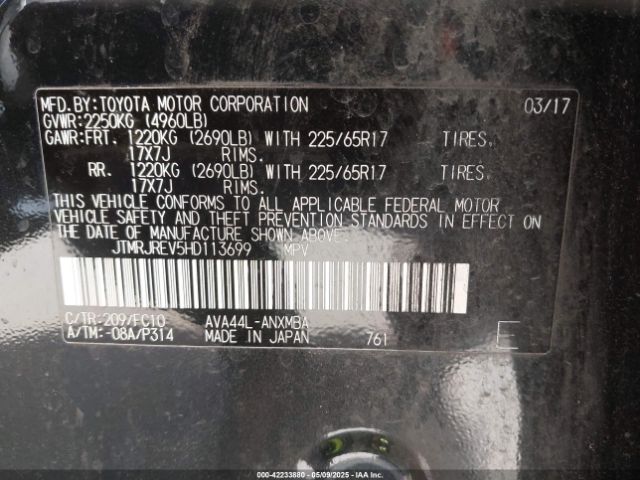 MFD.BY:TOYOTA MOTOR CORPORATION 03/17
GVWR:2250KG (4960LB)
GAWR:FRT. 1220KG (2690LB) WITH 225/65R17 TIRES,
17X7J RIMS.
RR. 1220KG (2690LB) WITH 225/65R17 TIRES,
17X7J RIMS.
THIS VEHICLE CONFORMS TO ALL APPLICABLE FEDERAL MOTOR
VEHICLE SAFETY AND THEFT PREVENTION STANDARDS IN EFFECT ON
THE DATE OF MANUFACTURE SHOWN ABOVE.
JTMRJREV5HD113699 MPV
C/TR:209/FC10 AVA44L-ANXMBA
A/TM:-08A/P314 MADE IN JAPAN 761 E
000-42233880 - 05/09/2025 - IAA Inc.